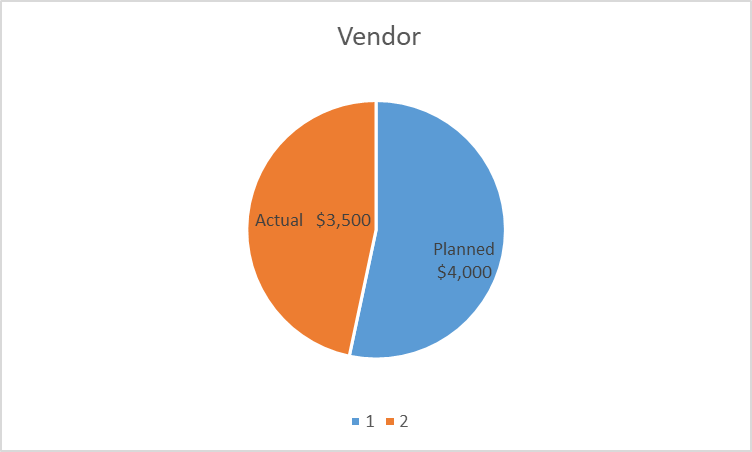 Vendor
Actual $3,500
Planned
$4,000
1 2